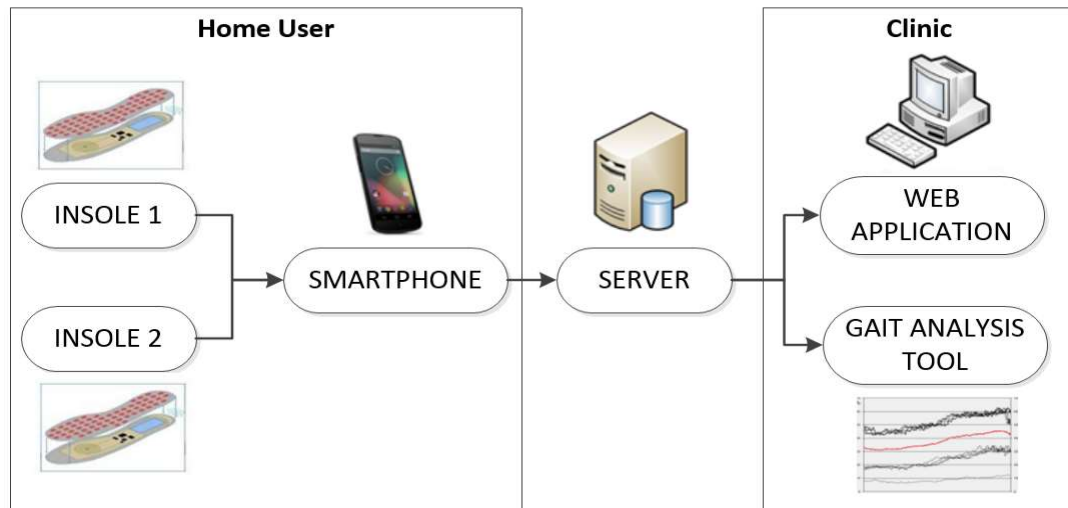 Home User
INSOLE 1
INSOLE 2
SMARTPHONE
SERVER
Clinic
WEB
APPLICATION
GAIT ANALYSIS
TOOL